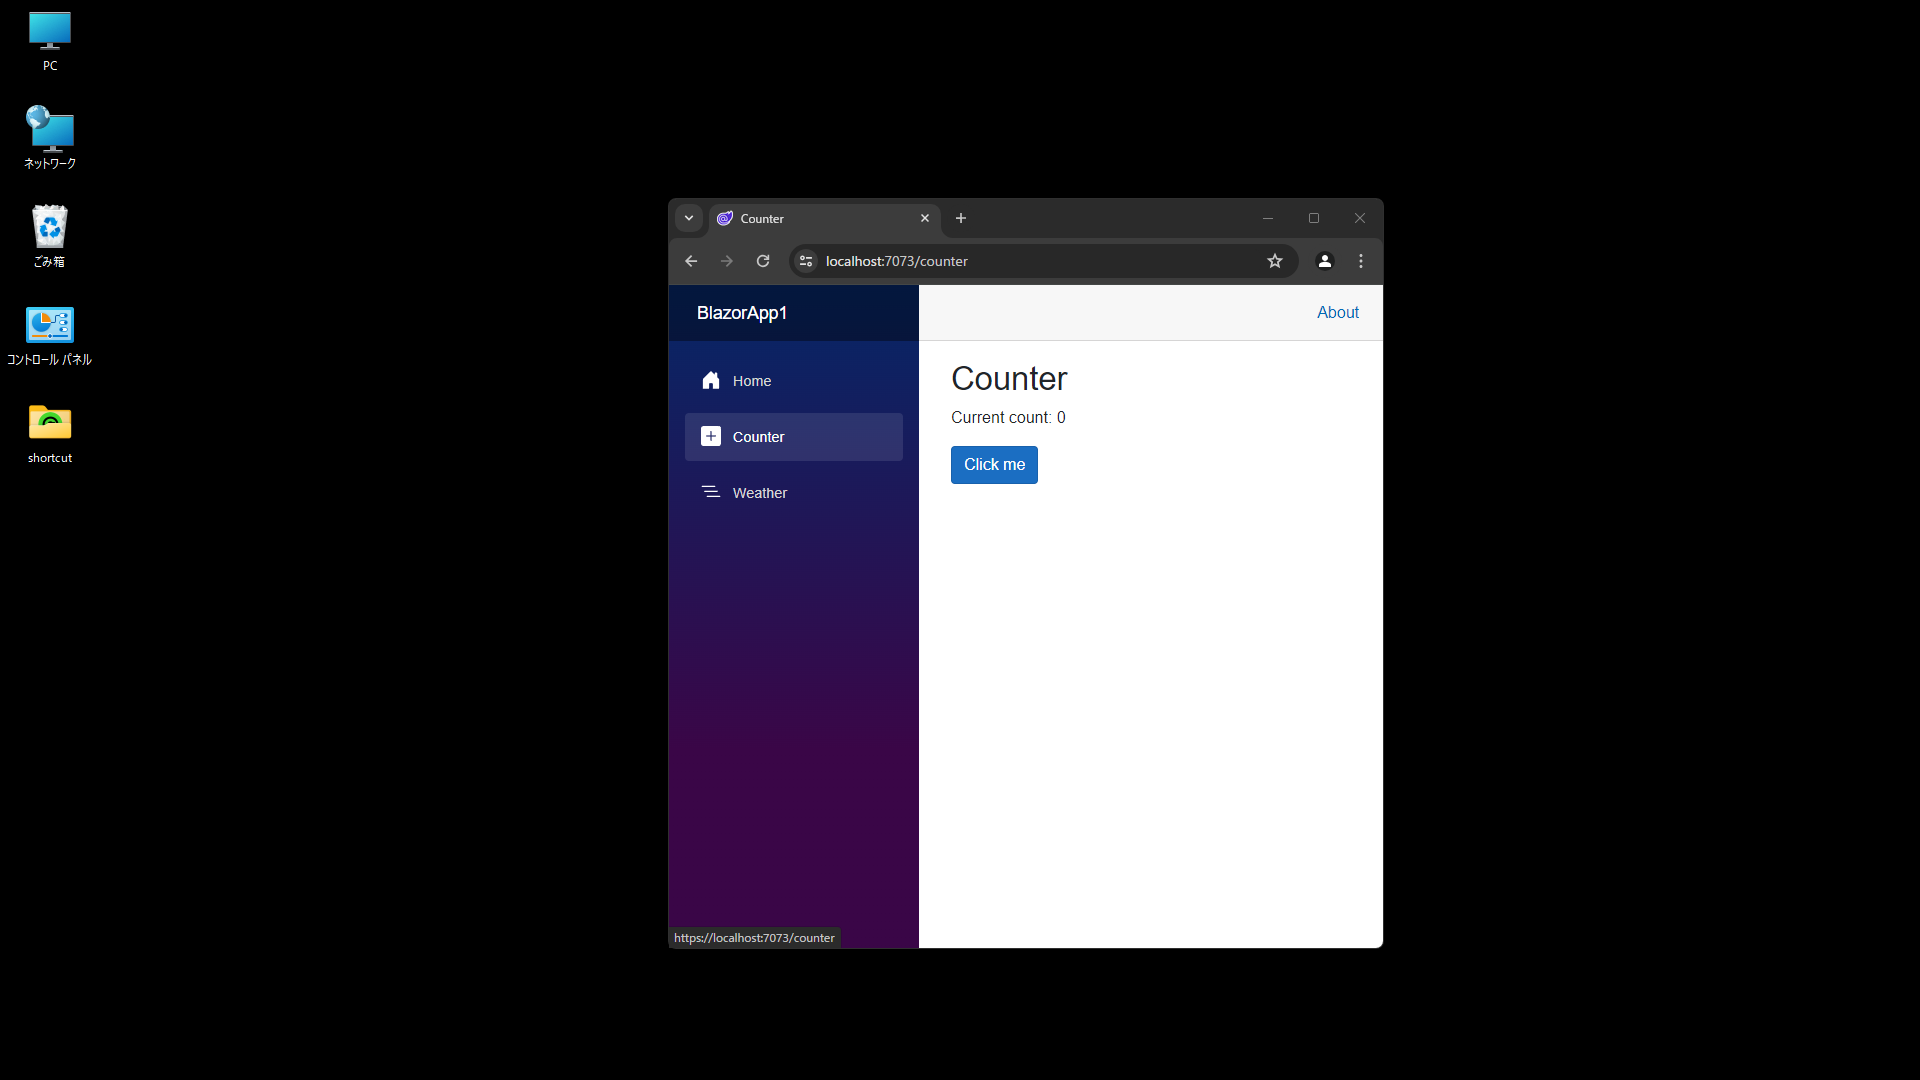 PC
ネットワーク
ごみ箱
コントロール パネル
shortcut
Counter
localhost:7073/counter
BlazorApp1
About
Home
Counter
Weather
Counter
Current count: 0
Click me
https://localhost:7073/counter